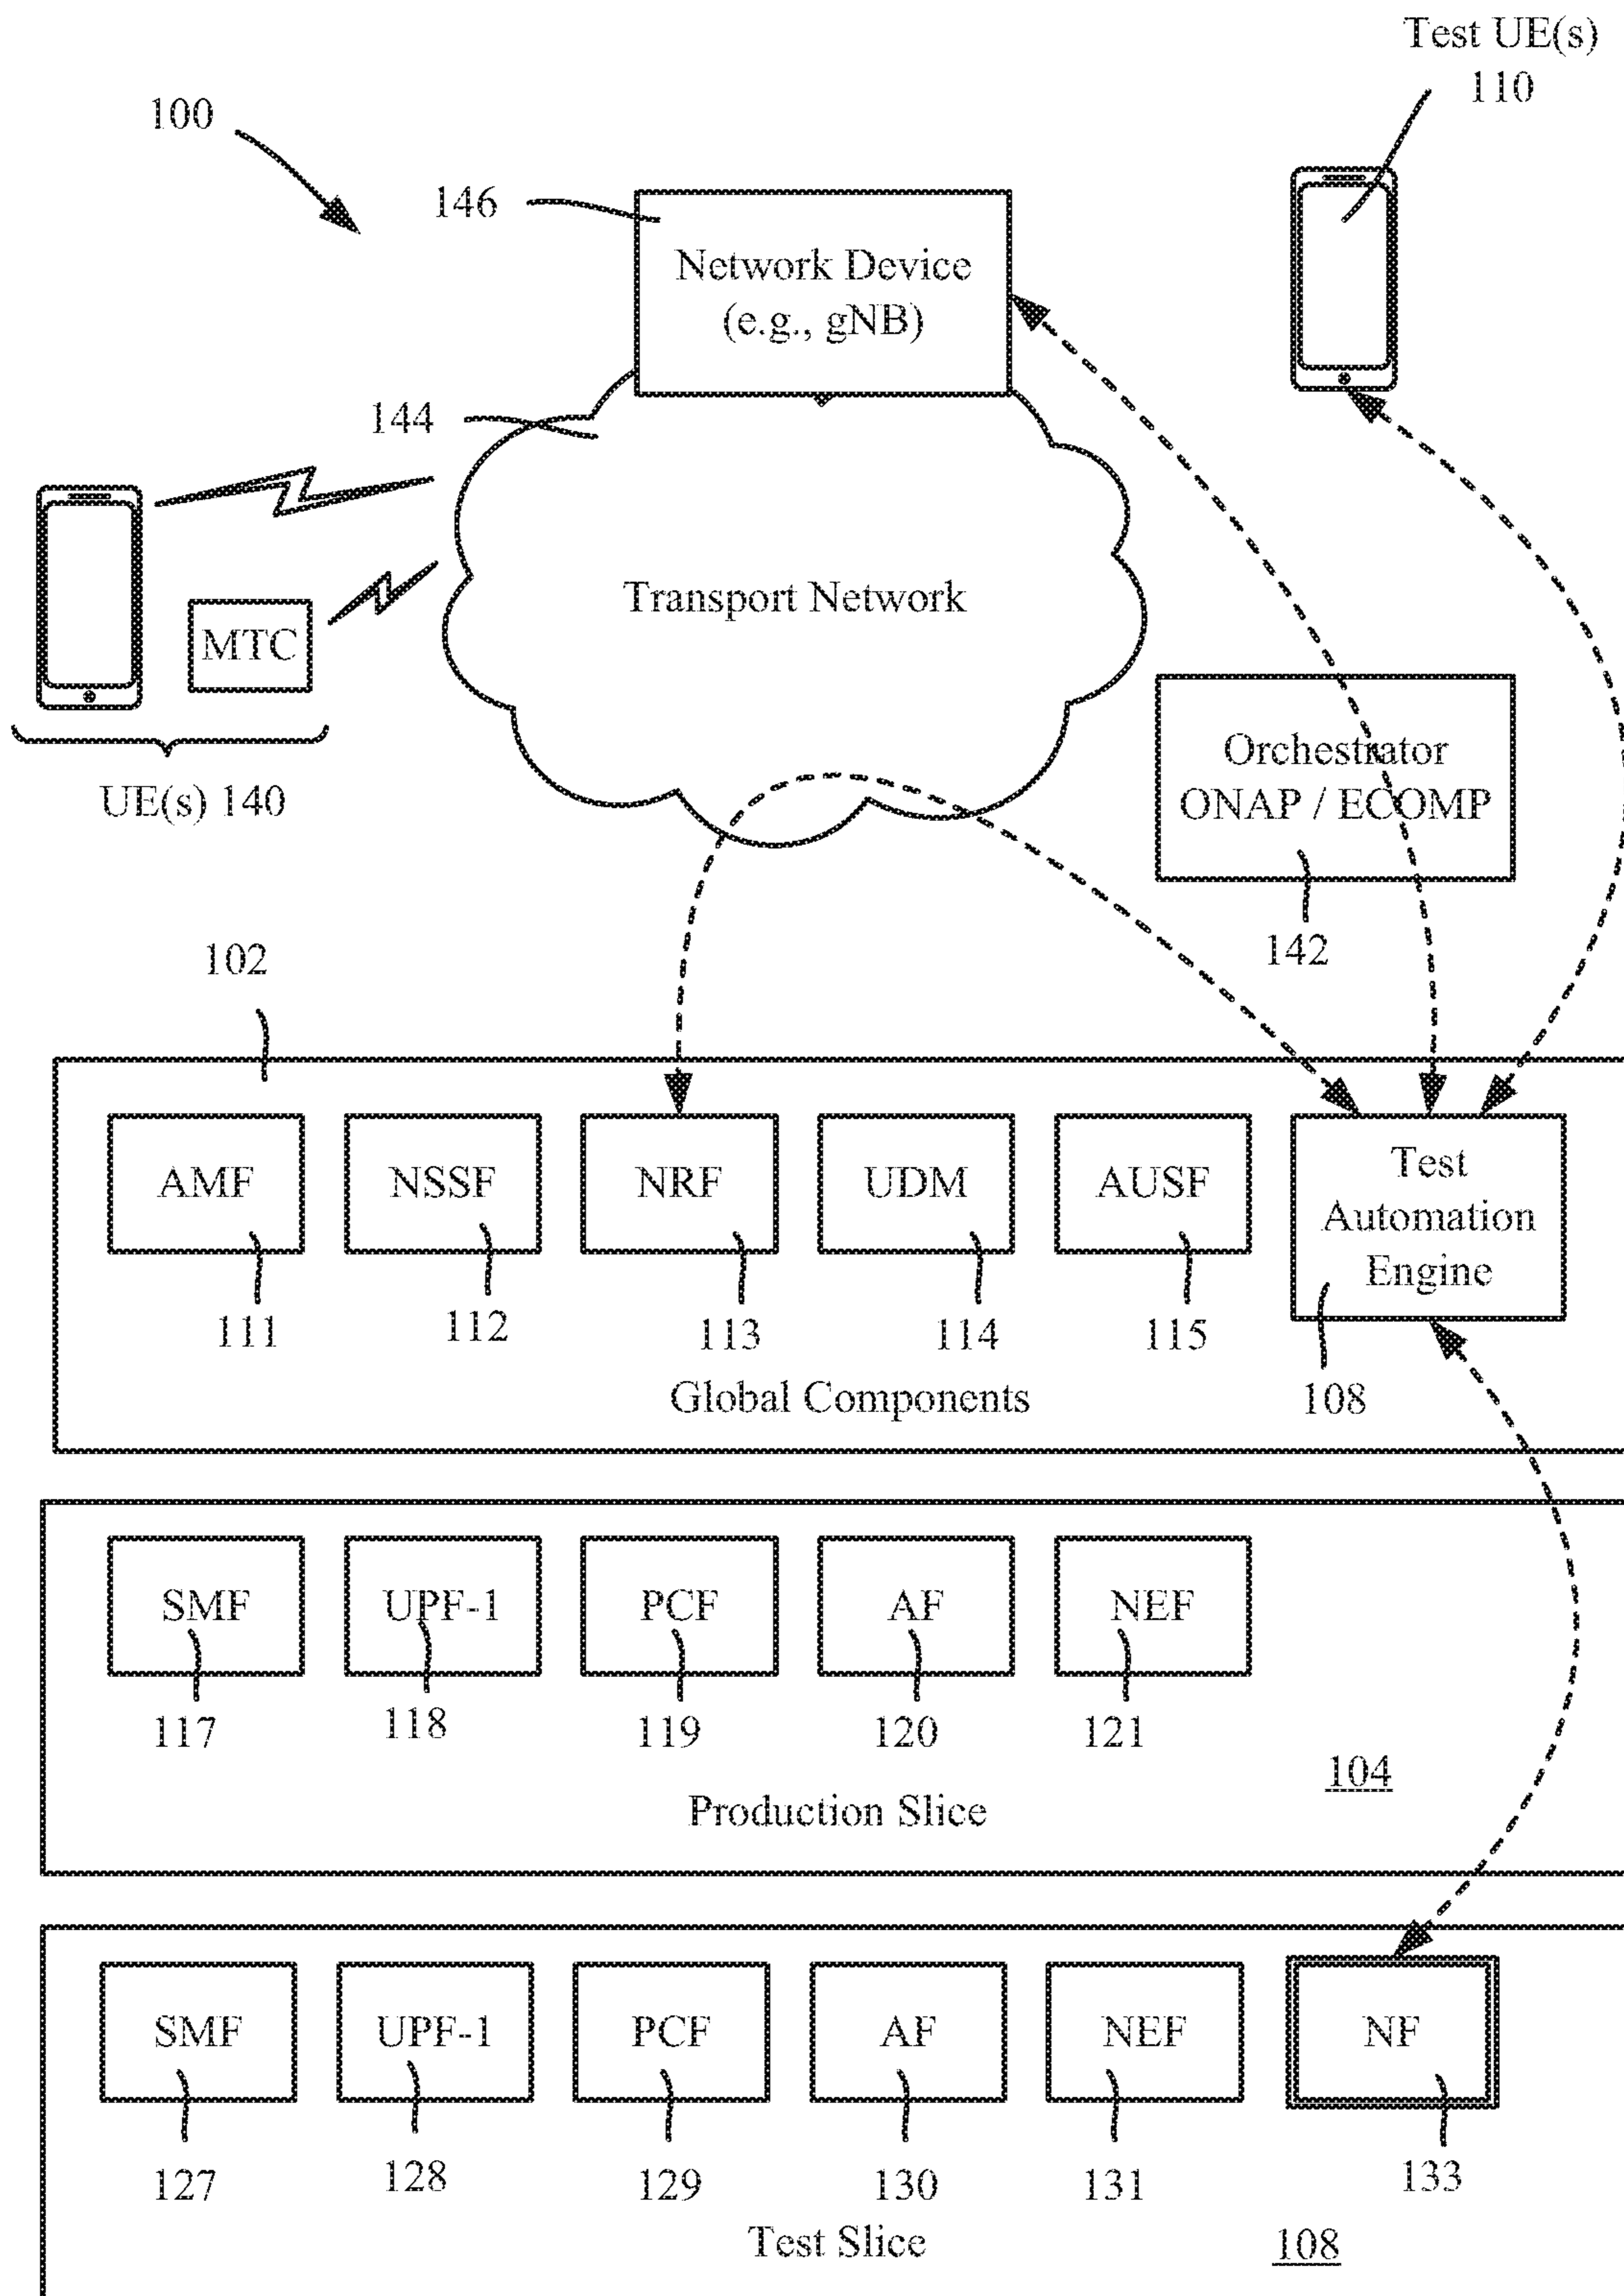 Test UE(s)
110
100
146
Network Device
(e.g., gNB)
144
Transport Network
MTC
UE(s) 140
Orchestrator
ONAP / ECOMP
142
102
AMF
NSSF
NRF
UDM
AUSF
Test
Automation
Engine
111
112
113
114
115
108
Global Components
SMF
UPF-1
PCF
AF
NEF
117
118
119
120
121
104
Production Slice
SMF
UPF-1
PCF
AF
NEF
NF
127
128
129
130
131
133
Test Slice
108